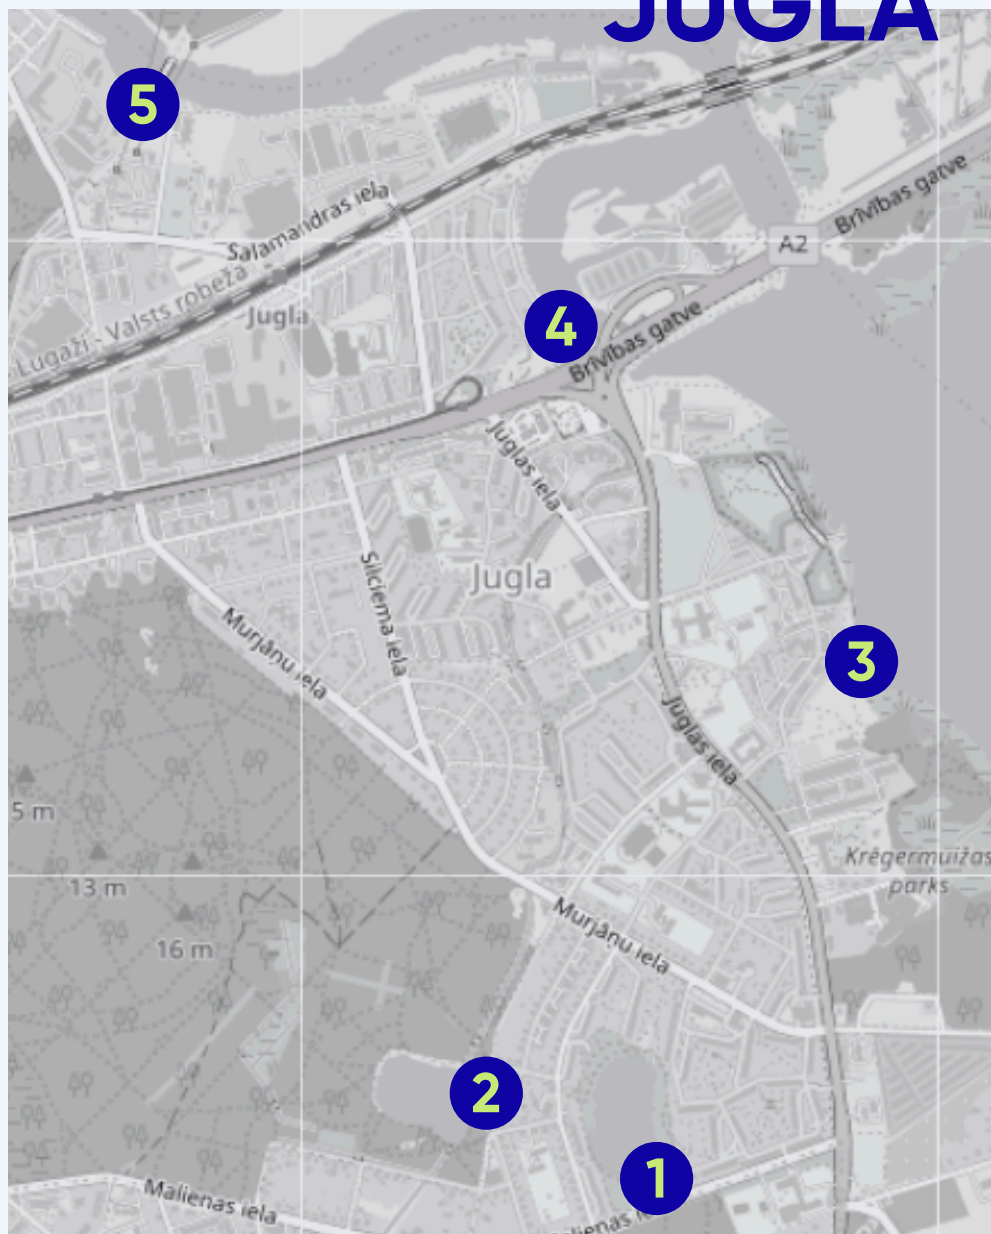 JUGLA
5
Salamandras iela
Brīvības gatve
A2
Lugaži - Valsts robeža
Jugla
4
Brīvības gatve
Juglas iela
Silciema iela
Jugla
Murjāņu iela
3
Juglas iela
5 m
Krēgermuižas
parks
13 m
Murjāņu iela
16 m
2
1
Malienas iela